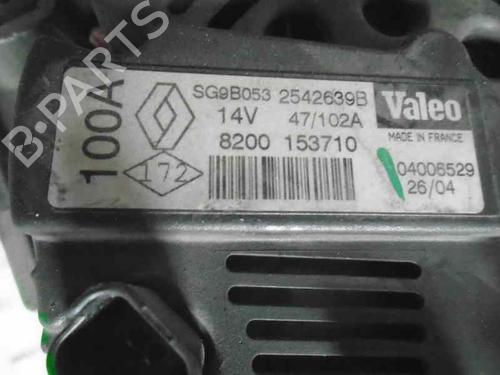 B-PARTS
100A
SG9B053 2542639B
14V 47/102A
8200 153710
172
Valeo
MADE IN FRANCE
04006529
26/04